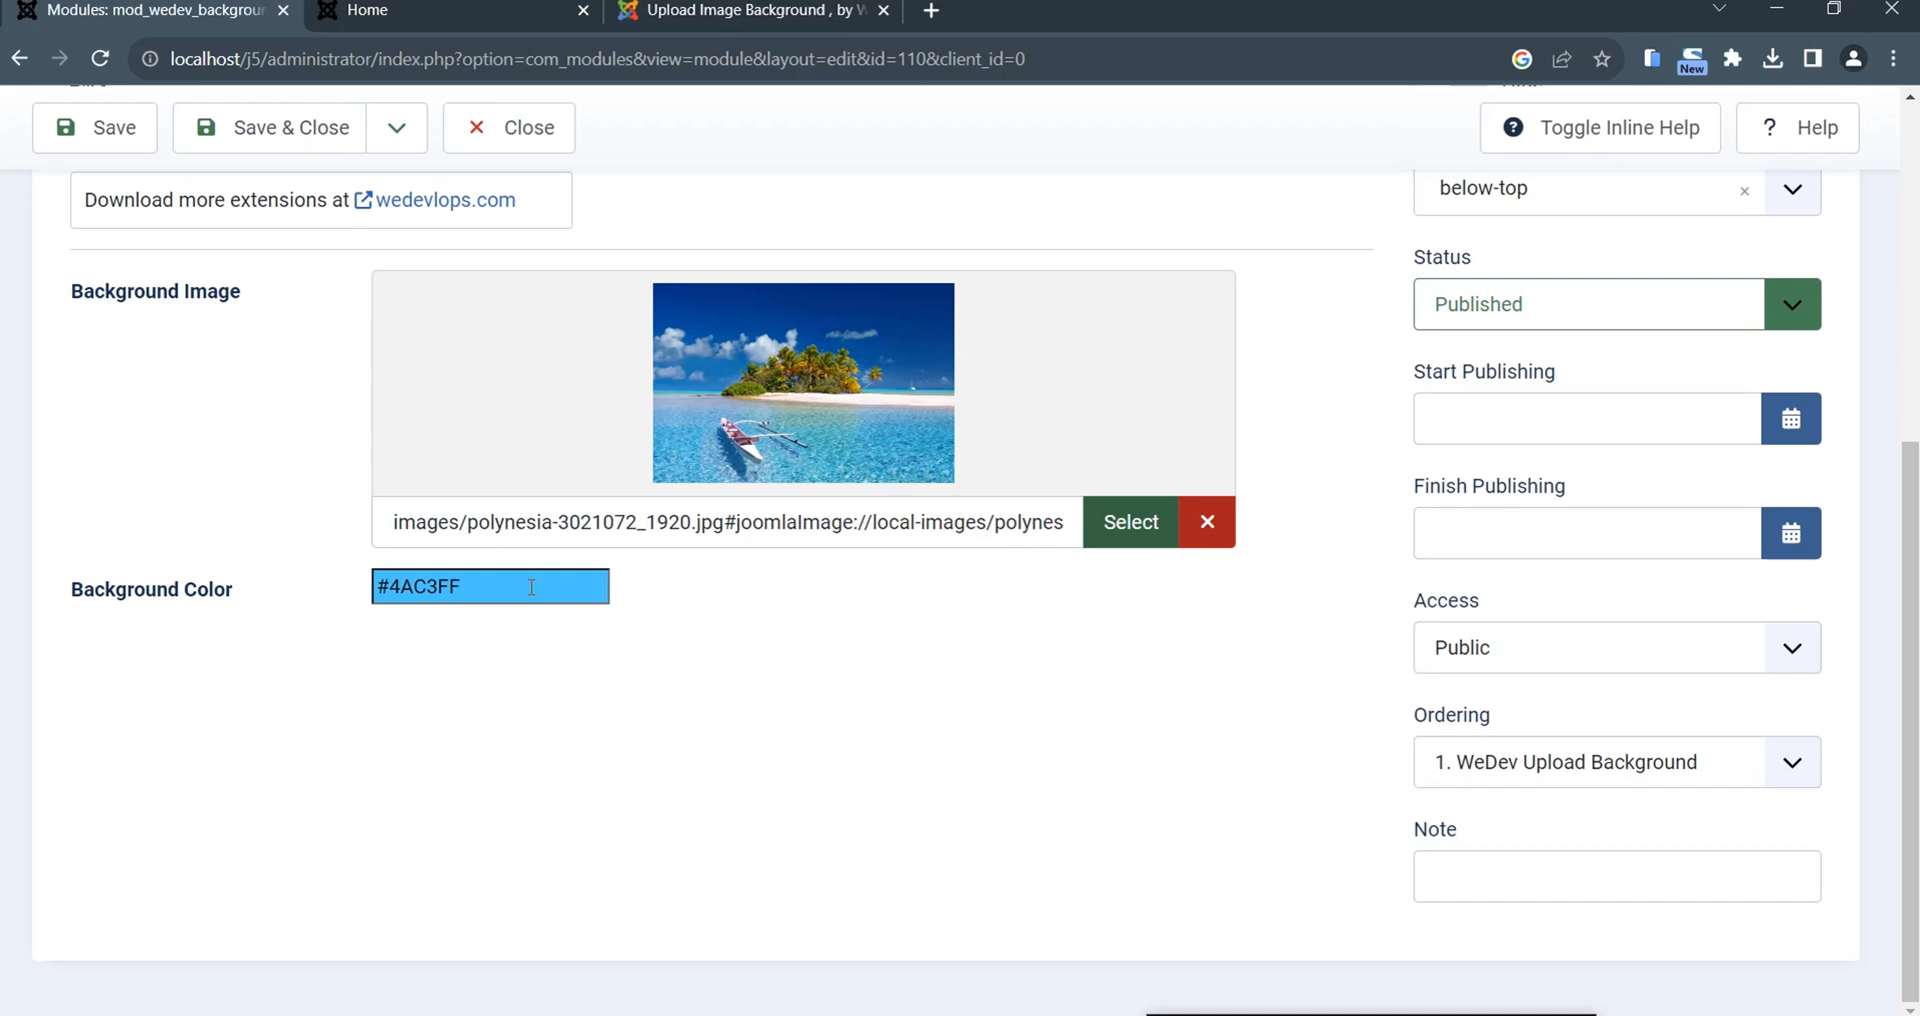 Modules: mod_wedev_backgroun
Home
Upload Image Background , by W
localhost/j5/administrator/index.php?option=com_modules&view=module&layout=edit&id=110&client_id=0
New
Save
Save & Close
Close
Toggle Inline Help
? Help
Download more extensions at wedevlops.com
below-top
Status
Background Image
Published
Start Publishing
Finish Publishing
images/polynesia-3021072_1920.jpg#joomlaImage://local-images/polynes
Select
Background Color
#4AC3FF
Access
Public
Ordering
1. WeDev Upload Background
Note